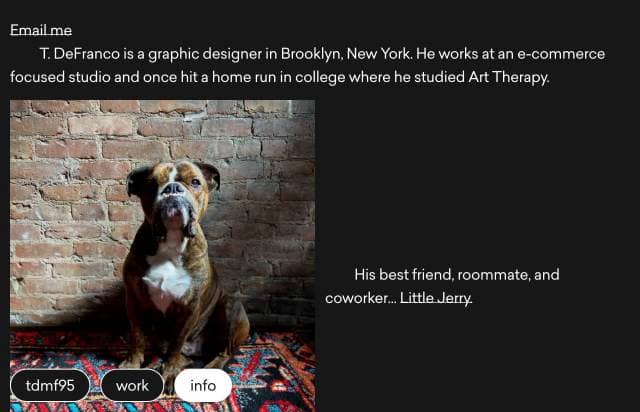 Email me
T. DeFranco is a graphic designer in Brooklyn, New York. He works at an e-commerce
focused studio and once hit a home run in college where he studied Art Therapy.
His best friend, roommate, and
coworker... Little Jerry.
tdmf95
work
info